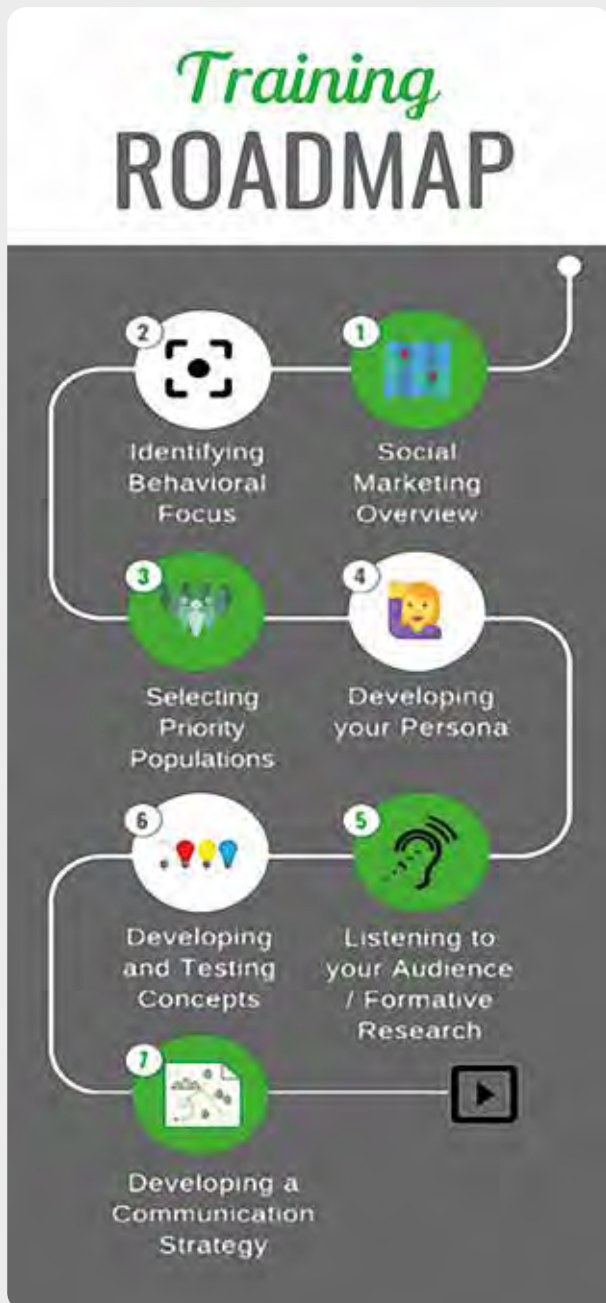 Training
ROADMAP
1
Social
Marketing
Overview
2
Identifying
Behavioral
Focus
3
Selecting
Priority
Populations
4
Developing
your Persona
5
Listening to
your Audience
/ Formative
Research
6
Developing
and Testing
Concepts
7
Developing a
Communication
Strategy